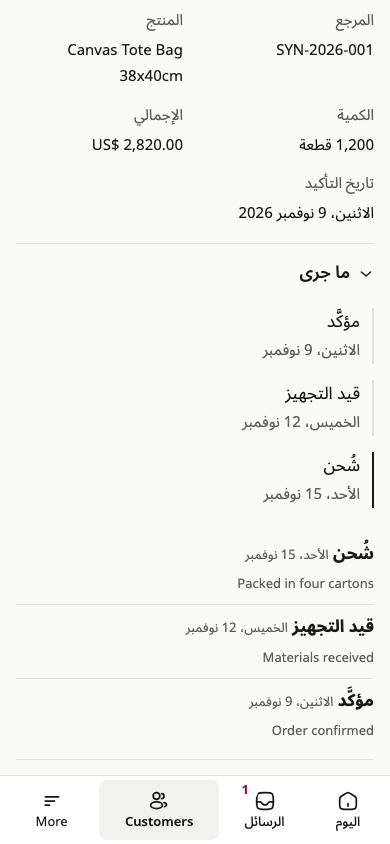 المرجع
المنتج
SYN-2026-001
Canvas Tote Bag
38x40cm
الكمية
الإجمالي
1,200 قطعة
US$ 2,820.00
تاريخ التأكيد
الاثنين، 9 نوفمبر 2026
ما جرى
مؤكَّد
الاثنين، 9 نوفمبر
قيد التجهيز
الخميس، 12 نوفمبر
شُحن
الأحد، 15 نوفمبر
شُحن الأحد، 15 نوفمبر
Packed in four cartons
قيد التجهيز الخميس، 12 نوفمبر
Materials received
مؤكَّد الاثنين، 9 نوفمبر
Order confirmed
اليوم
1
الرسائل
Customers
More